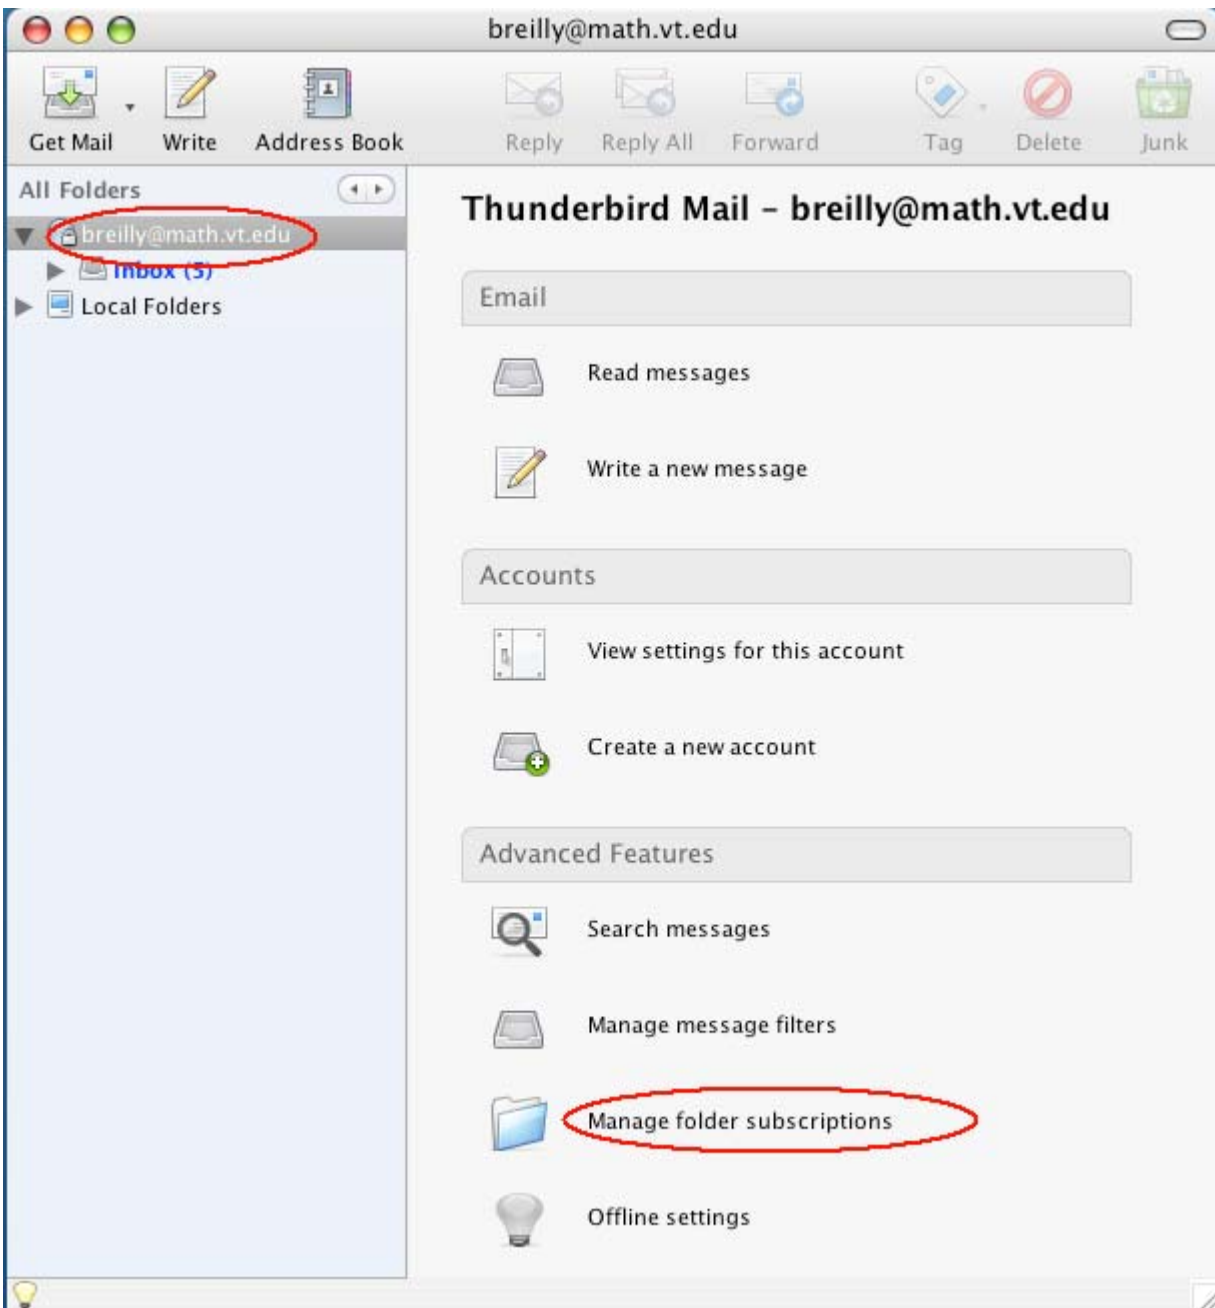 breilly@math.vt.edu
Get Mail Write Address Book Reply Reply All Forward Tag Delete Junk
All Folders
breilly@math.vt.edu
Inbox (5)
Local Folders
Thunderbird Mail – breilly@math.vt.edu
Email
Read messages
Write a new message
Accounts
View settings for this account
Create a new account
Advanced Features
Search messages
Manage message filters
Manage folder subscriptions
Offline settings